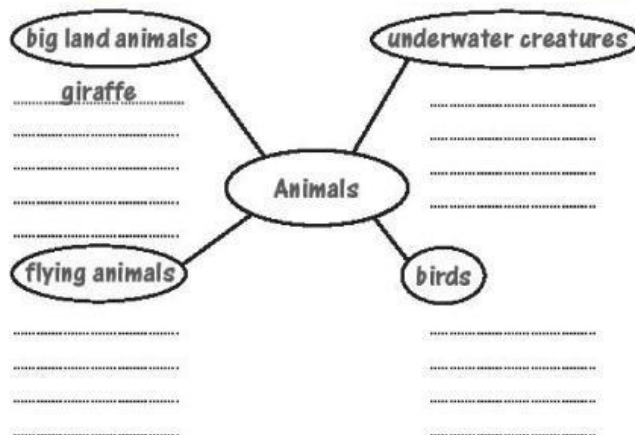 big land animals
underwater creatures
giraffe
Animals
flying animals
birds